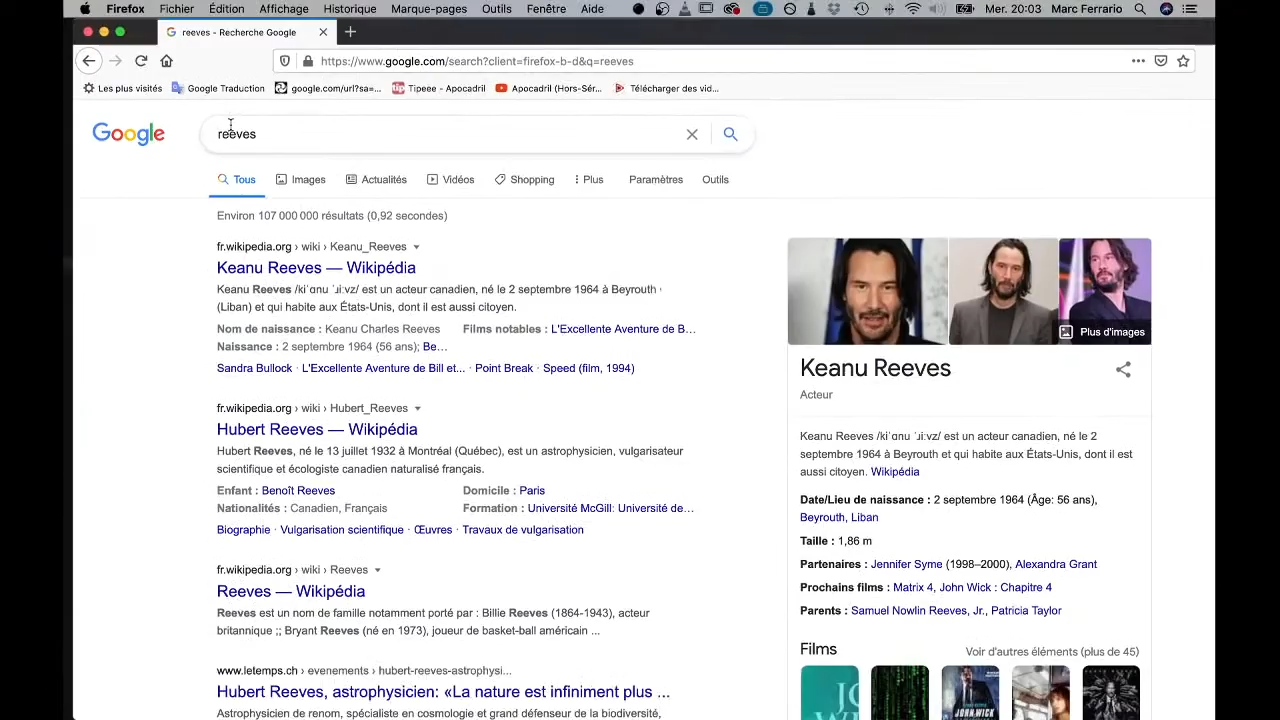 Firefox Fichier Édition Affichage Historique Marque-pages Outils Fenêtre Aide Mer. 20:03 Marc Ferrario
reeves - Recherche Google
https://www.google.com/search?client=firefox-b-d&q=reeves
Les plus visités Google Traduction google.com/url?sa=... Tipeee - Apocadril Apocadril (Hors-Sér... Télécharger des vid...
Google
reeves
Tous Images Actualités Vidéos Shopping Plus Paramètres Outils
Environ 107 000 000 résultats (0,92 secondes)
fr.wikipedia.org › wiki › Keanu_Reeves
Keanu Reeves — Wikipédia
Keanu Reeves /kiˈɑnu ˈɹiːvz/ est un acteur canadien, né le 2 septembre 1964 à Beyrouth
(Liban) et qui habite aux États-Unis, dont il est aussi citoyen.
Nom de naissance : Keanu Charles Reeves Films notables : L'Excellente Aventure de B...
Naissance : 2 septembre 1964 (56 ans); Be...
Sandra Bullock · L'Excellente Aventure de Bill et... · Point Break · Speed (film, 1994)
fr.wikipedia.org › wiki › Hubert_Reeves
Hubert Reeves — Wikipédia
Hubert Reeves, né le 13 juillet 1932 à Montréal (Québec), est un astrophysicien, vulgarisateur
scientifique et écologiste canadien naturalisé français.
Enfant : Benoît Reeves Domicile : Paris
Nationalités : Canadien, Français Formation : Université McGill; Université de...
Biographie · Vulgarisation scientifique · Œuvres · Travaux de vulgarisation
fr.wikipedia.org › wiki › Reeves
Reeves — Wikipédia
Reeves est un nom de famille notamment porté par : Billie Reeves (1864-1943), acteur
britannique ;; Bryant Reeves (né en 1973), joueur de basket-ball américain ...
www.letemps.ch › evenements › hubert-reeves-astrophysi...
Hubert Reeves, astrophysicien: «La nature est infiniment plus ...
Astrophysicien de renom, spécialiste en cosmologie et grand défenseur de la biodiversité,
Plus d'images
Keanu Reeves
Acteur
Keanu Reeves /kiˈɑnu ˈɹiːvz/ est un acteur canadien, né le 2
septembre 1964 à Beyrouth et qui habite aux États-Unis, dont il est
aussi citoyen. Wikipédia
Date/Lieu de naissance : 2 septembre 1964 (Âge: 56 ans),
Beyrouth, Liban
Taille : 1,86 m
Partenaires : Jennifer Syme (1998–2000), Alexandra Grant
Prochains films : Matrix 4, John Wick : Chapitre 4
Parents : Samuel Nowlin Reeves, Jr., Patricia Taylor
Films Voir d'autres éléments (plus de 45)
JOHN WICK